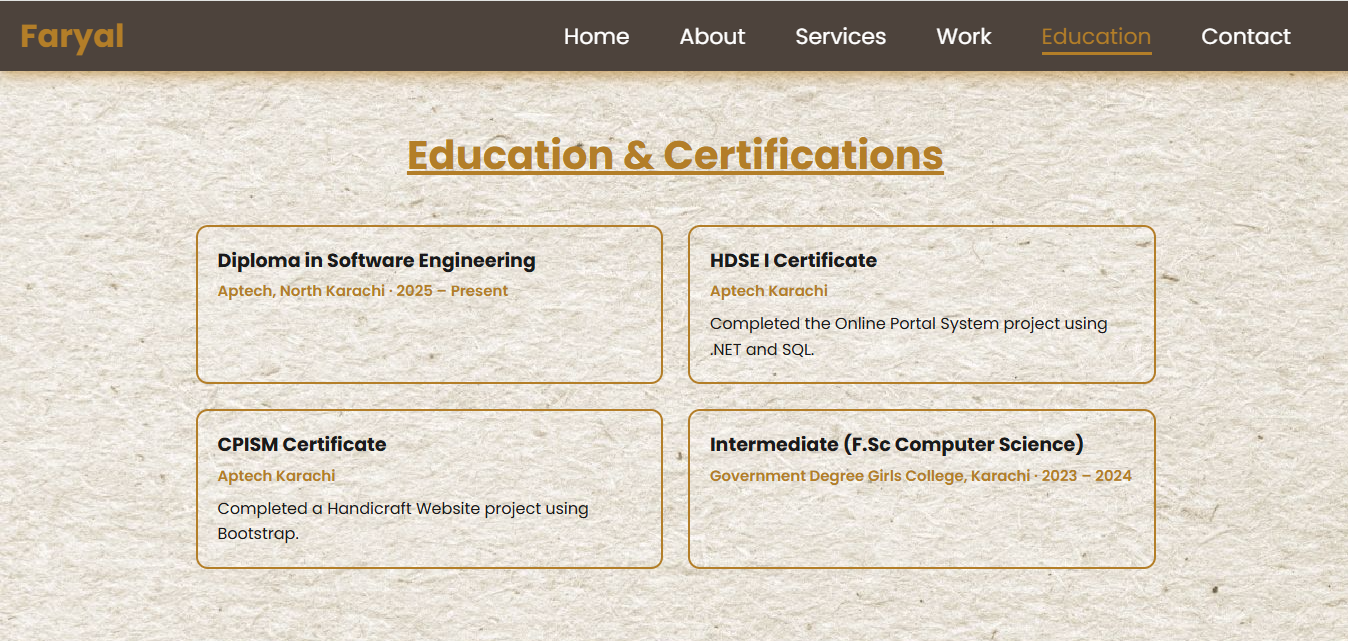 Faryal
Home
About
Services
Work
Education
Contact
Education & Certifications
Diploma in Software Engineering
Aptech, North Karachi · 2025 – Present
HDSE I Certificate
Aptech Karachi
Completed the Online Portal System project using
.NET and SQL.
CPISM Certificate
Aptech Karachi
Completed a Handicraft Website project using
Bootstrap.
Intermediate (F.Sc Computer Science)
Government Degree Girls College, Karachi · 2023 – 2024